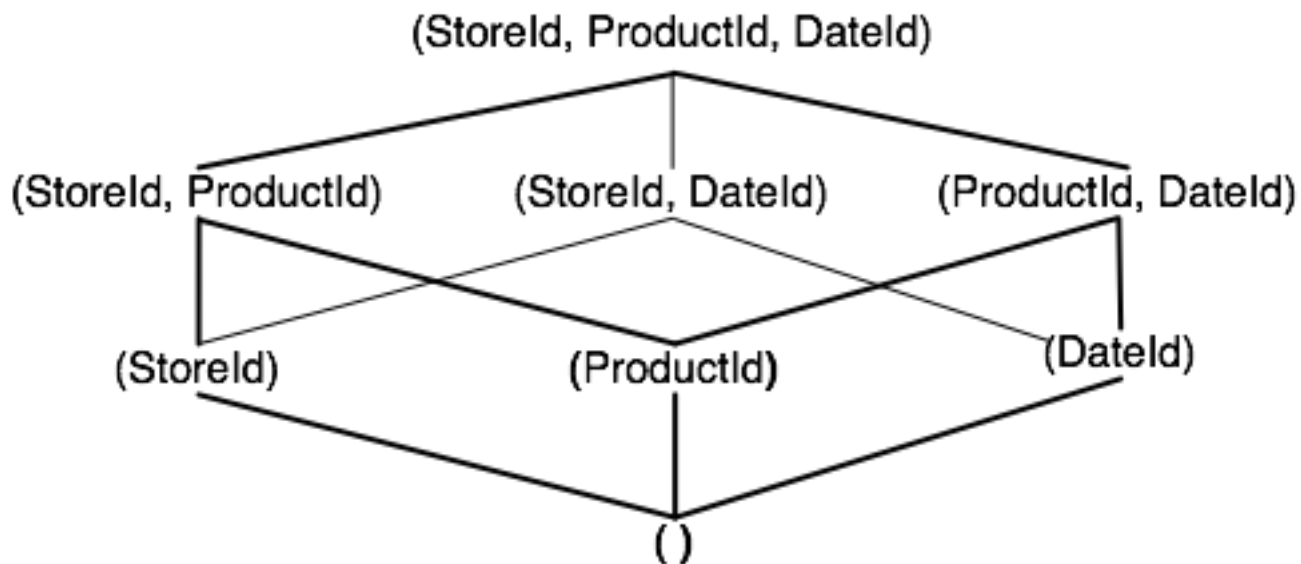 (StoreId, ProductId, DateId)
(StoreId, ProductId) (StoreId, DateId) (ProductId, DateId)
(StoreId) (ProductId) (DateId)
( )